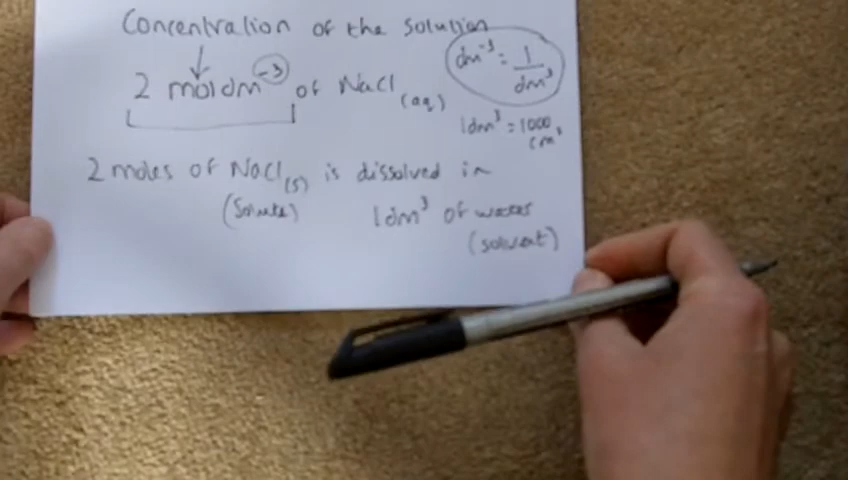 Concentration of the solution
2 moldm⁻³ of NaCl (aq)
dm⁻³ = 1/dm³
1dm³ = 1000 cm³
2 moles of NaCl (s) is dissolved in
(Solute)
1dm³ of water
(solvent)